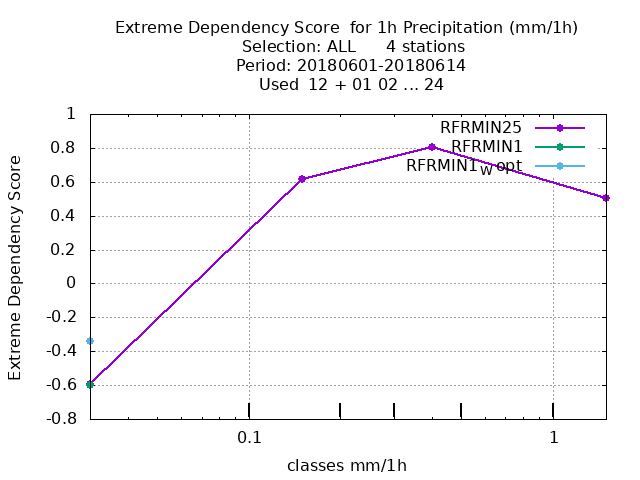 Extreme Dependency Score  for 1h Precipitation (mm/1h)
Selection: ALL      4 stations
Period: 20180601-20180614
Used  12 + 01 02 ... 24
RFRMIN25
RFRMIN1
RFRMIN1_W opt
1
0.8
0.6
0.4
0.2
0
-0.2
-0.4
-0.6
-0.8
Extreme Dependency Score
0.1 1
classes mm/1h